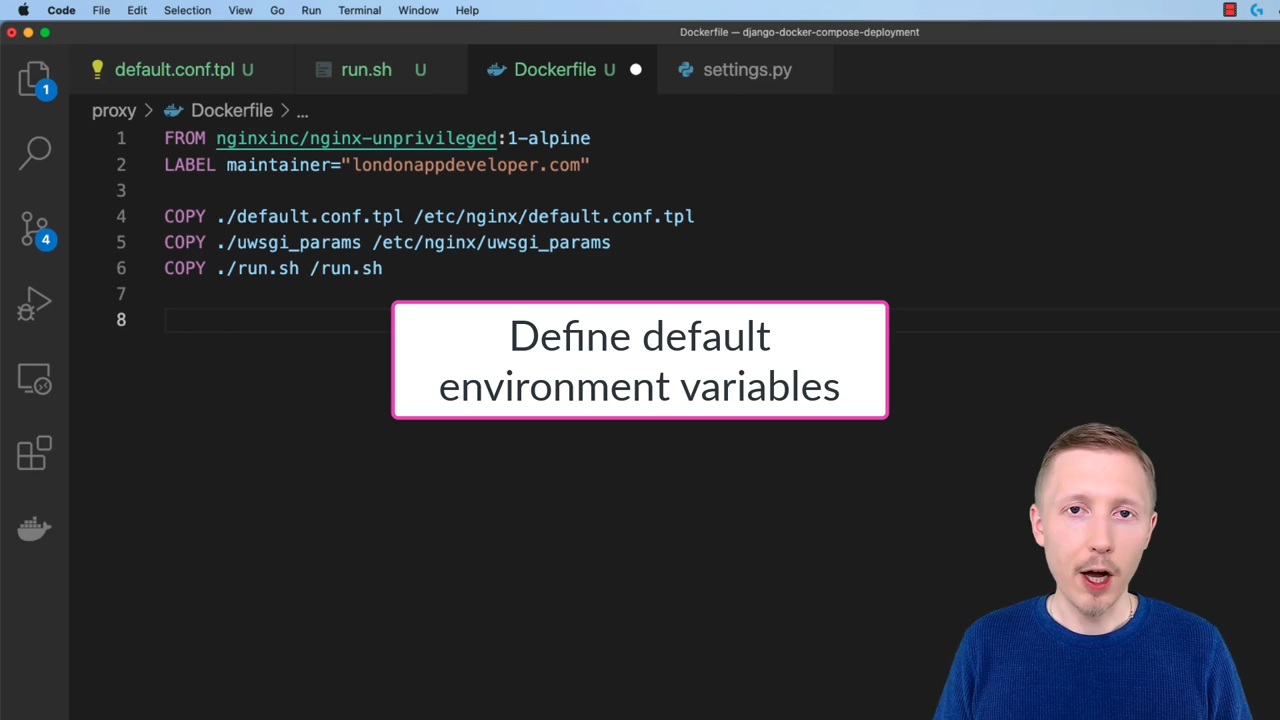 Code File Edit Selection View Go Run Terminal Window Help
Dockerfile — django-docker-compose-deployment
default.conf.tpl U run.sh U Dockerfile U settings.py
proxy > Dockerfile > ...
1 FROM nginxinc/nginx-unprivileged:1-alpine
2 LABEL maintainer="londonappdeveloper.com"
3
4 COPY ./default.conf.tpl /etc/nginx/default.conf.tpl
5 COPY ./uwsgi_params /etc/nginx/uwsgi_params
6 COPY ./run.sh /run.sh
7
8
Define default
environment variables
1
4